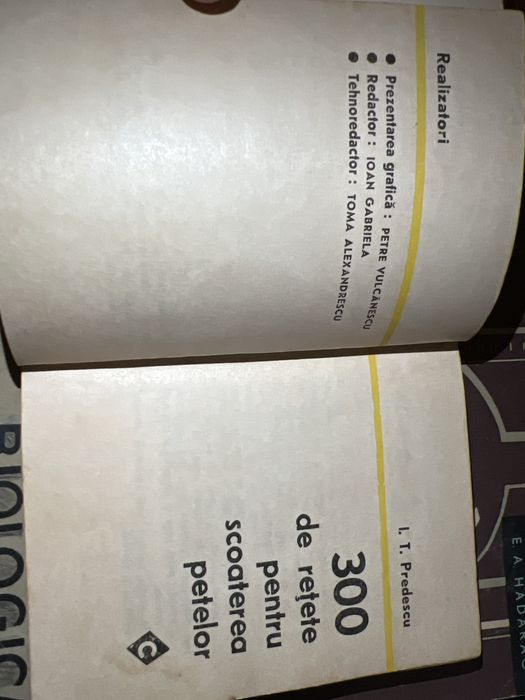 Realizatori
● Prezentarea grafică : PETRE VULCĂNESCU
● Redactor : IOAN GABRIELA
● Tehnoredactor : TOMA ALEXANDRESCU
I. T. Predescu
300
de rețete
pentru
scoaterea
petelor
C
E. A. HADÂRCĂ
BIOLOGIC